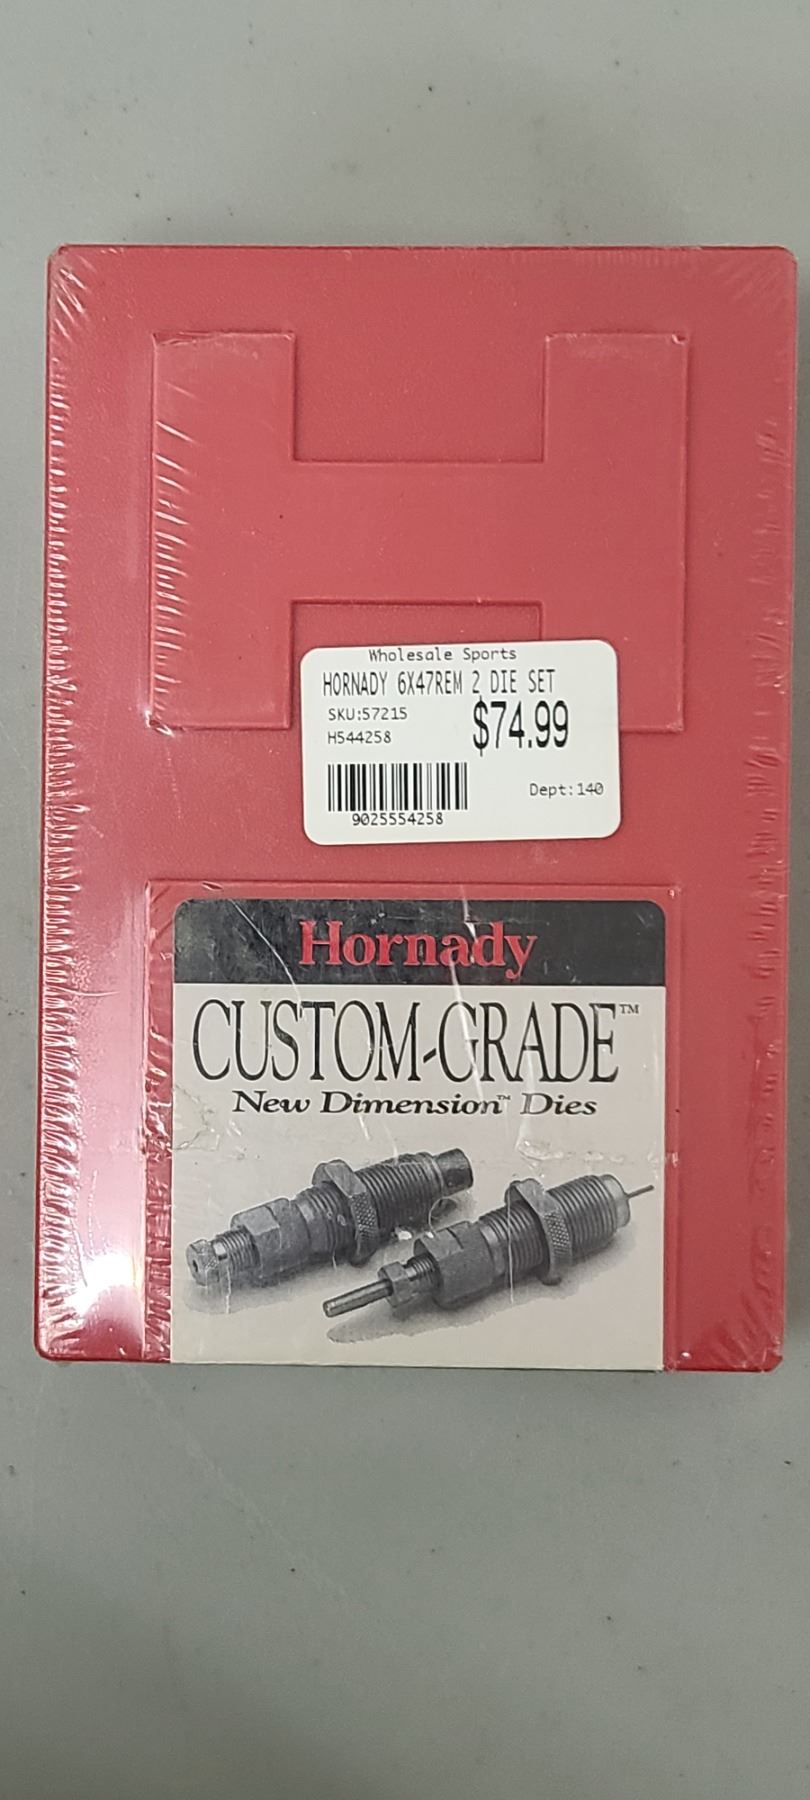 H
Wholesale Sports
HORNADY 6X47REM 2 DIE SET
SKU:57215
$74.99
H544258
Dept:140
9025554258
Hornady
CUSTOM-GRADE™
New Dimension™ Dies